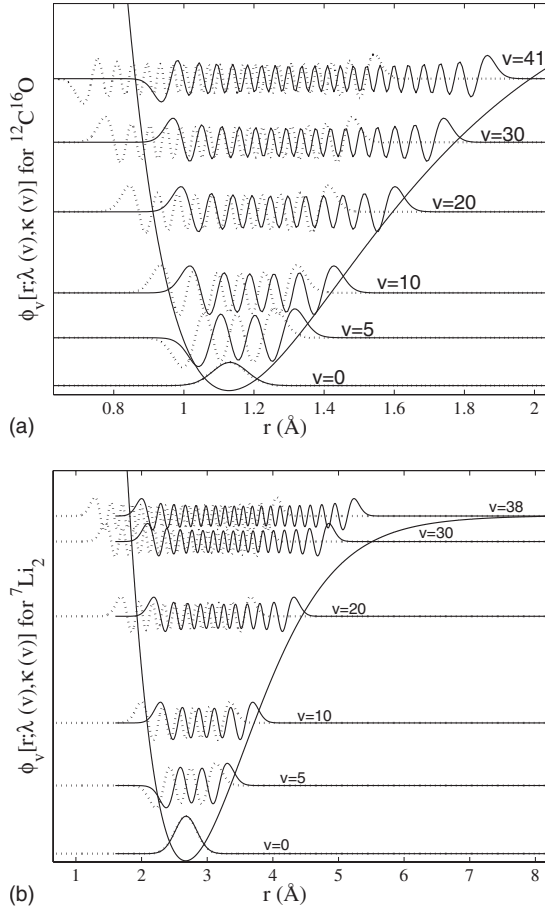 ϕᵥ[r;λ (v),κ (v)] for ¹²C¹⁶O
v=41
v=30
v=20
v=10
v=5
v=0
0.8 1 1.2 1.4 1.6 1.8 2
(a) r (Å)
ϕᵥ[r;λ (v),κ (v)] for ⁷Li₂
v=38
v=30
v=20
v=10
v=5
v=0
1 2 3 4 5 6 7 8
(b) r (Å)